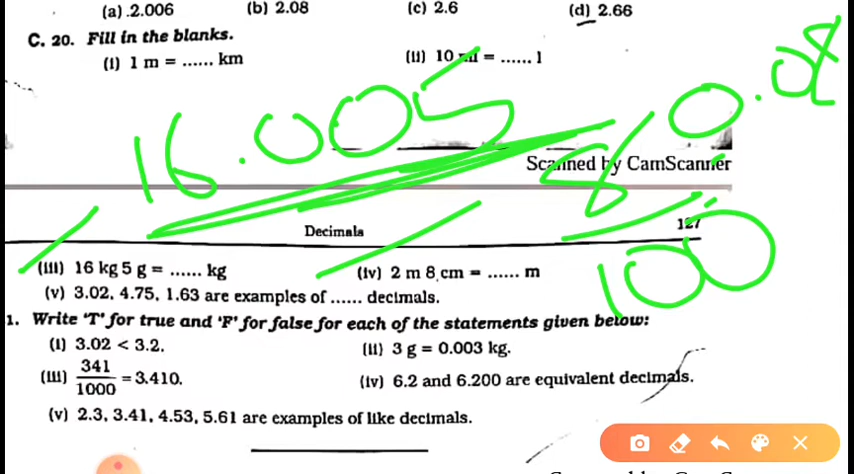 (a) .2.006 (b) 2.08 (c) 2.6 (d) 2.66
C. 20. Fill in the blanks.
(i) 1 m = ...... km (ii) 10 ml = ...... l
16.005 8 0.08
Scanned by CamScanner
100
Decimals 127
(iii) 16 kg 5 g = ...... kg (iv) 2 m 8 cm = ...... m
(v) 3.02, 4.75, 1.63 are examples of ...... decimals.
1. Write 'T' for true and 'F' for false for each of the statements given below:
(i) 3.02 < 3.2. (ii) 3 g = 0.003 kg.
(iii) 341/1000 = 3.410. (iv) 6.2 and 6.200 are equivalent decimals.
(v) 2.3, 3.41, 4.53, 5.61 are examples of like decimals.